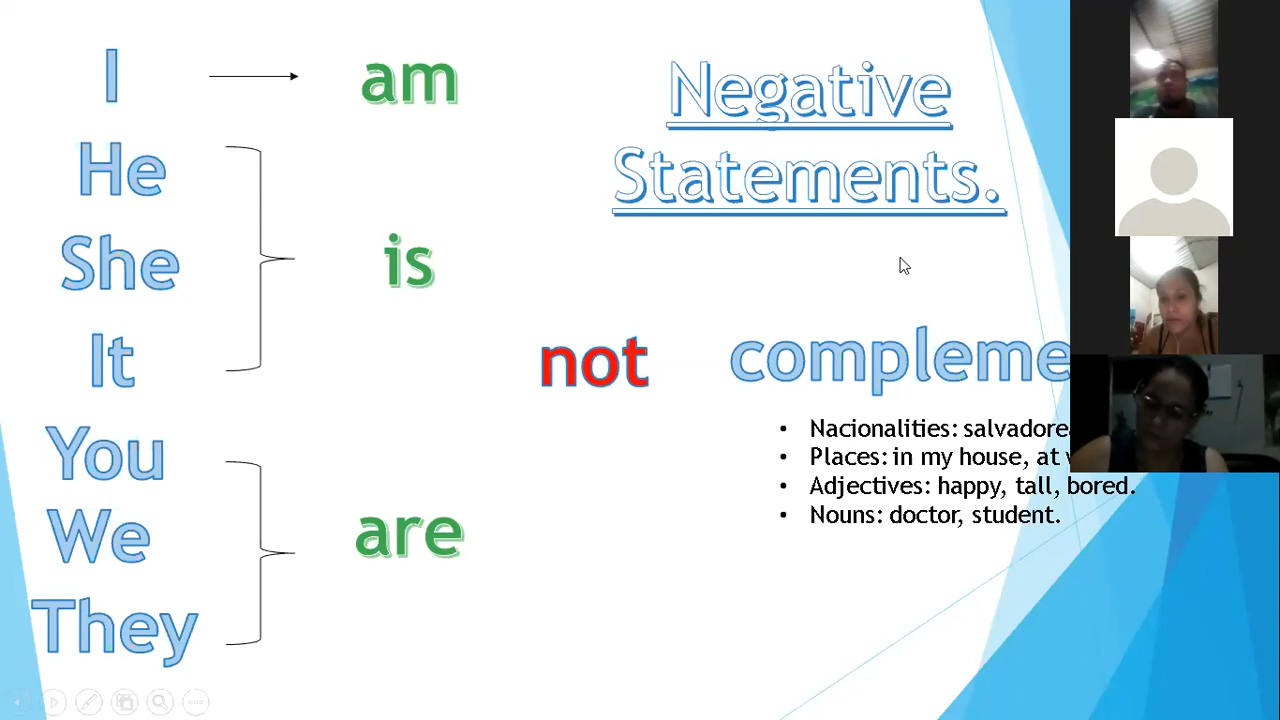 I am
He
She is
It
You
We are
They
Negative
Statements.
not
Nacionalities:
Places: in my house, at
Adjectives: happy, tall, bored.
Nouns: doctor, student.